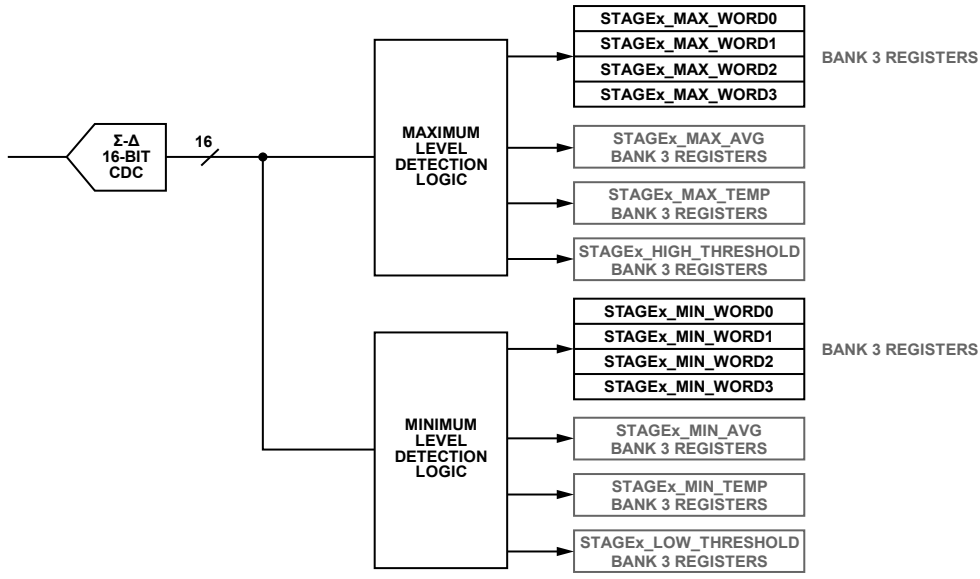 Σ-Δ
16-BIT
CDC
16
MAXIMUM
LEVEL
DETECTION
LOGIC
STAGEx_MAX_WORD0
STAGEx_MAX_WORD1
STAGEx_MAX_WORD2
STAGEx_MAX_WORD3
BANK 3 REGISTERS
STAGEx_MAX_AVG
BANK 3 REGISTERS
STAGEx_MAX_TEMP
BANK 3 REGISTERS
STAGEx_HIGH_THRESHOLD
BANK 3 REGISTERS
MINIMUM
LEVEL
DETECTION
LOGIC
STAGEx_MIN_WORD0
STAGEx_MIN_WORD1
STAGEx_MIN_WORD2
STAGEx_MIN_WORD3
BANK 3 REGISTERS
STAGEx_MIN_AVG
BANK 3 REGISTERS
STAGEx_MIN_TEMP
BANK 3 REGISTERS
STAGEx_LOW_THRESHOLD
BANK 3 REGISTERS